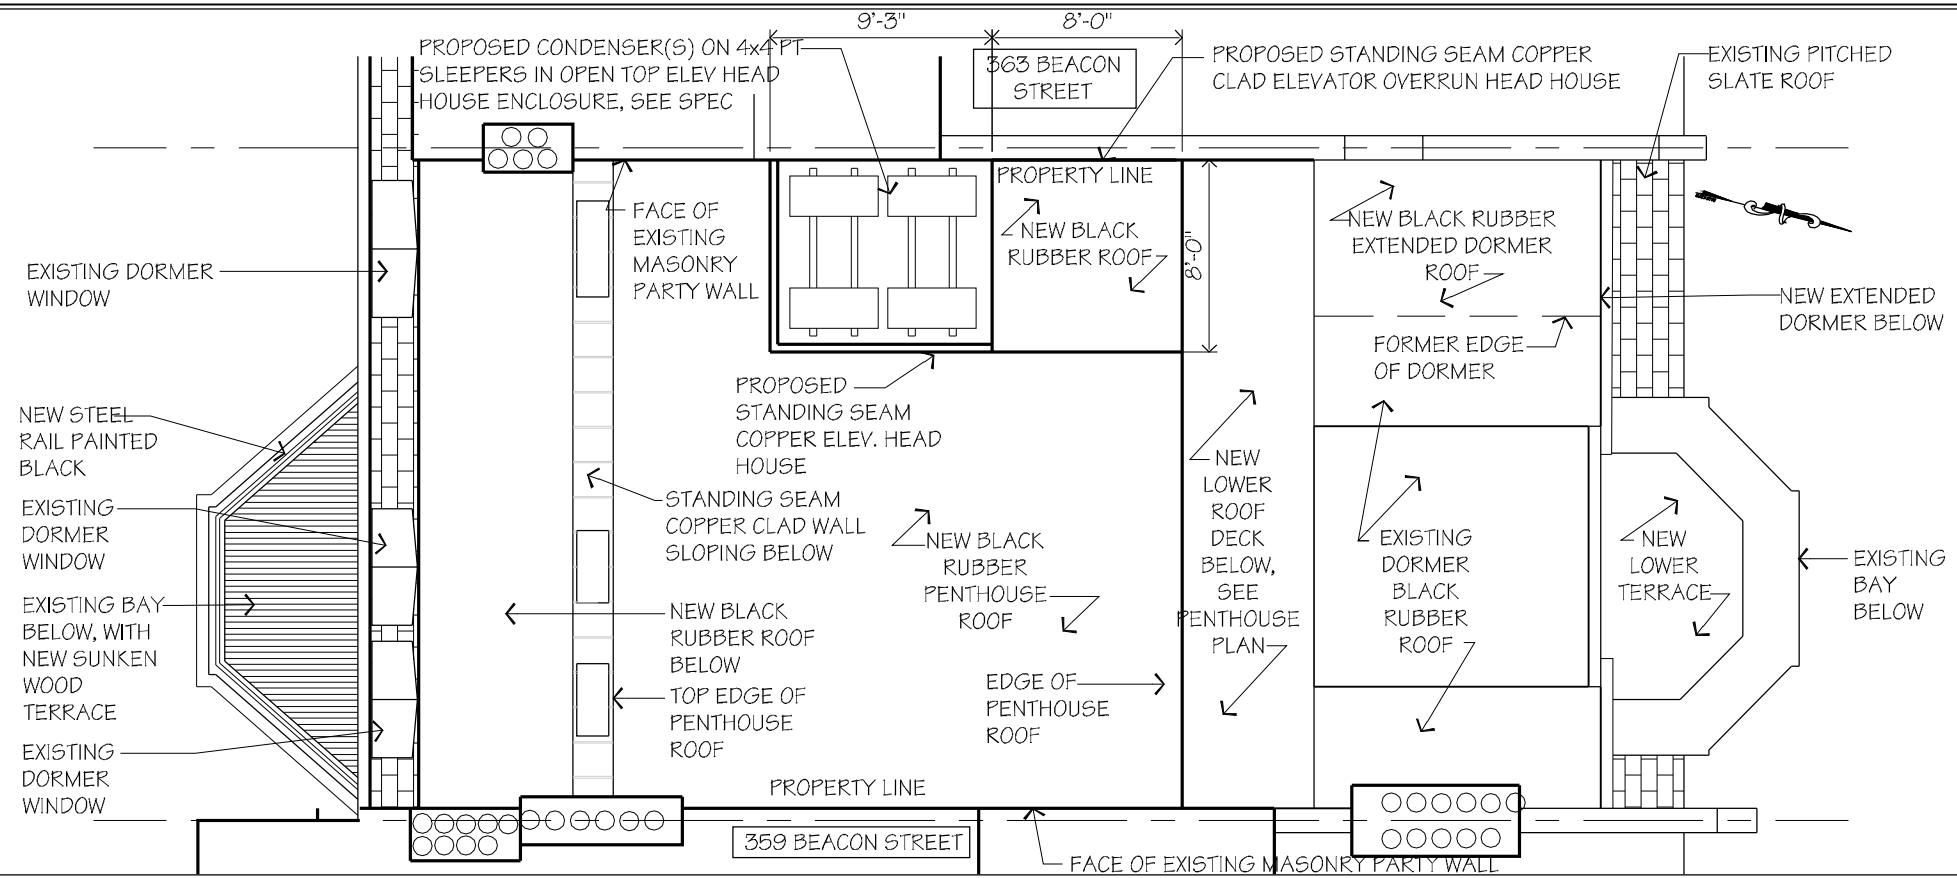 9'-3"
8'-0"
PROPOSED CONDENSER(S) ON 4x4 PT
SLEEPERS IN OPEN TOP ELEV HEAD
HOUSE ENCLOSURE, SEE SPEC
363 BEACON
STREET
PROPOSED STANDING SEAM COPPER
CLAD ELEVATOR OVERRUN HEAD HOUSE
EXISTING PITCHED
SLATE ROOF
PROPERTY LINE
FACE OF
EXISTING
MASONRY
PARTY WALL
NEW BLACK
RUBBER ROOF
8'-0"
NEW BLACK RUBBER
EXTENDED DORMER
ROOF
EXISTING DORMER
WINDOW
NEW EXTENDED
DORMER BELOW
FORMER EDGE
OF DORMER
PROPOSED
STANDING SEAM
COPPER ELEV. HEAD
HOUSE
NEW STEEL
RAIL PAINTED
BLACK
EXISTING
DORMER
WINDOW
STANDING SEAM
COPPER CLAD WALL
SLOPING BELOW
NEW BLACK
RUBBER
PENTHOUSE
ROOF
NEW
LOWER
ROOF
DECK
BELOW,
SEE
PENTHOUSE
PLAN
EXISTING
DORMER
BLACK
RUBBER
ROOF
NEW
LOWER
TERRACE
EXISTING
BAY
BELOW
EXISTING BAY
BELOW, WITH
NEW SUNKEN
WOOD
TERRACE
NEW BLACK
RUBBER ROOF
BELOW
TOP EDGE OF
PENTHOUSE
ROOF
EDGE OF
PENTHOUSE
ROOF
EXISTING
DORMER
WINDOW
PROPERTY LINE
359 BEACON STREET
FACE OF EXISTING MASONRY PARTY WALL